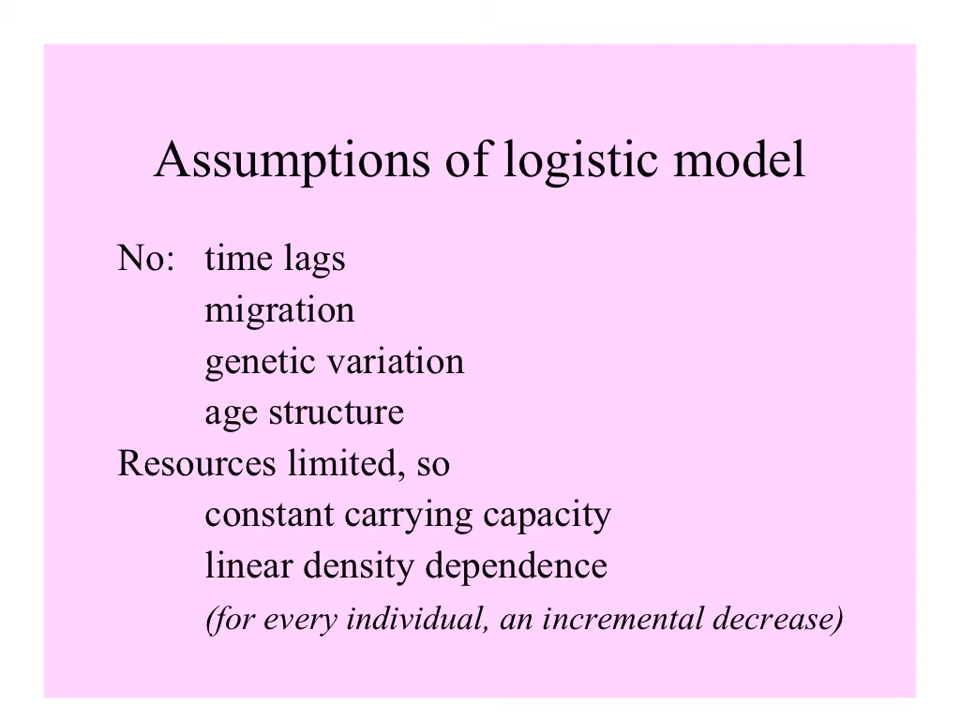 Assumptions of logistic model
No: time lags
migration
genetic variation
age structure
Resources limited, so
constant carrying capacity
linear density dependence
(for every individual, an incremental decrease)